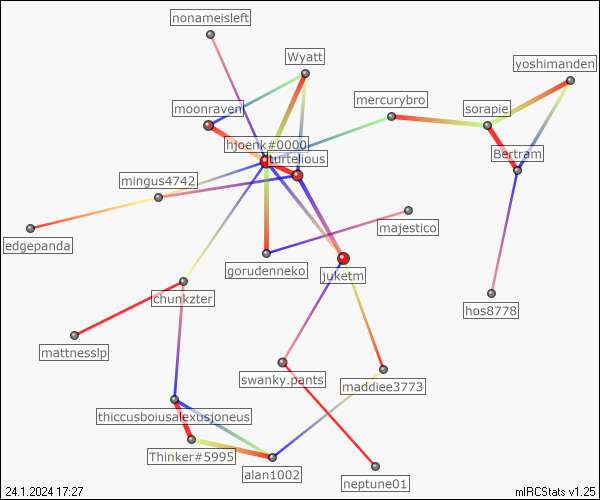 nonameisleft
Wyatt
yoshimanden
mercurybro
moonraven
sorapie
hjoenk#0000
Bertram
turtelious
mingus4742
majestico
edgepanda
gorudenneko
juketm
chunkzter
hos8778
mattnesslp
swanky.pants
maddiee3773
thiccusboiusalexusjoneus
Thinker#5995
alan1002
neptune01
24.1.2024 17:27
mIRCStats v1.25